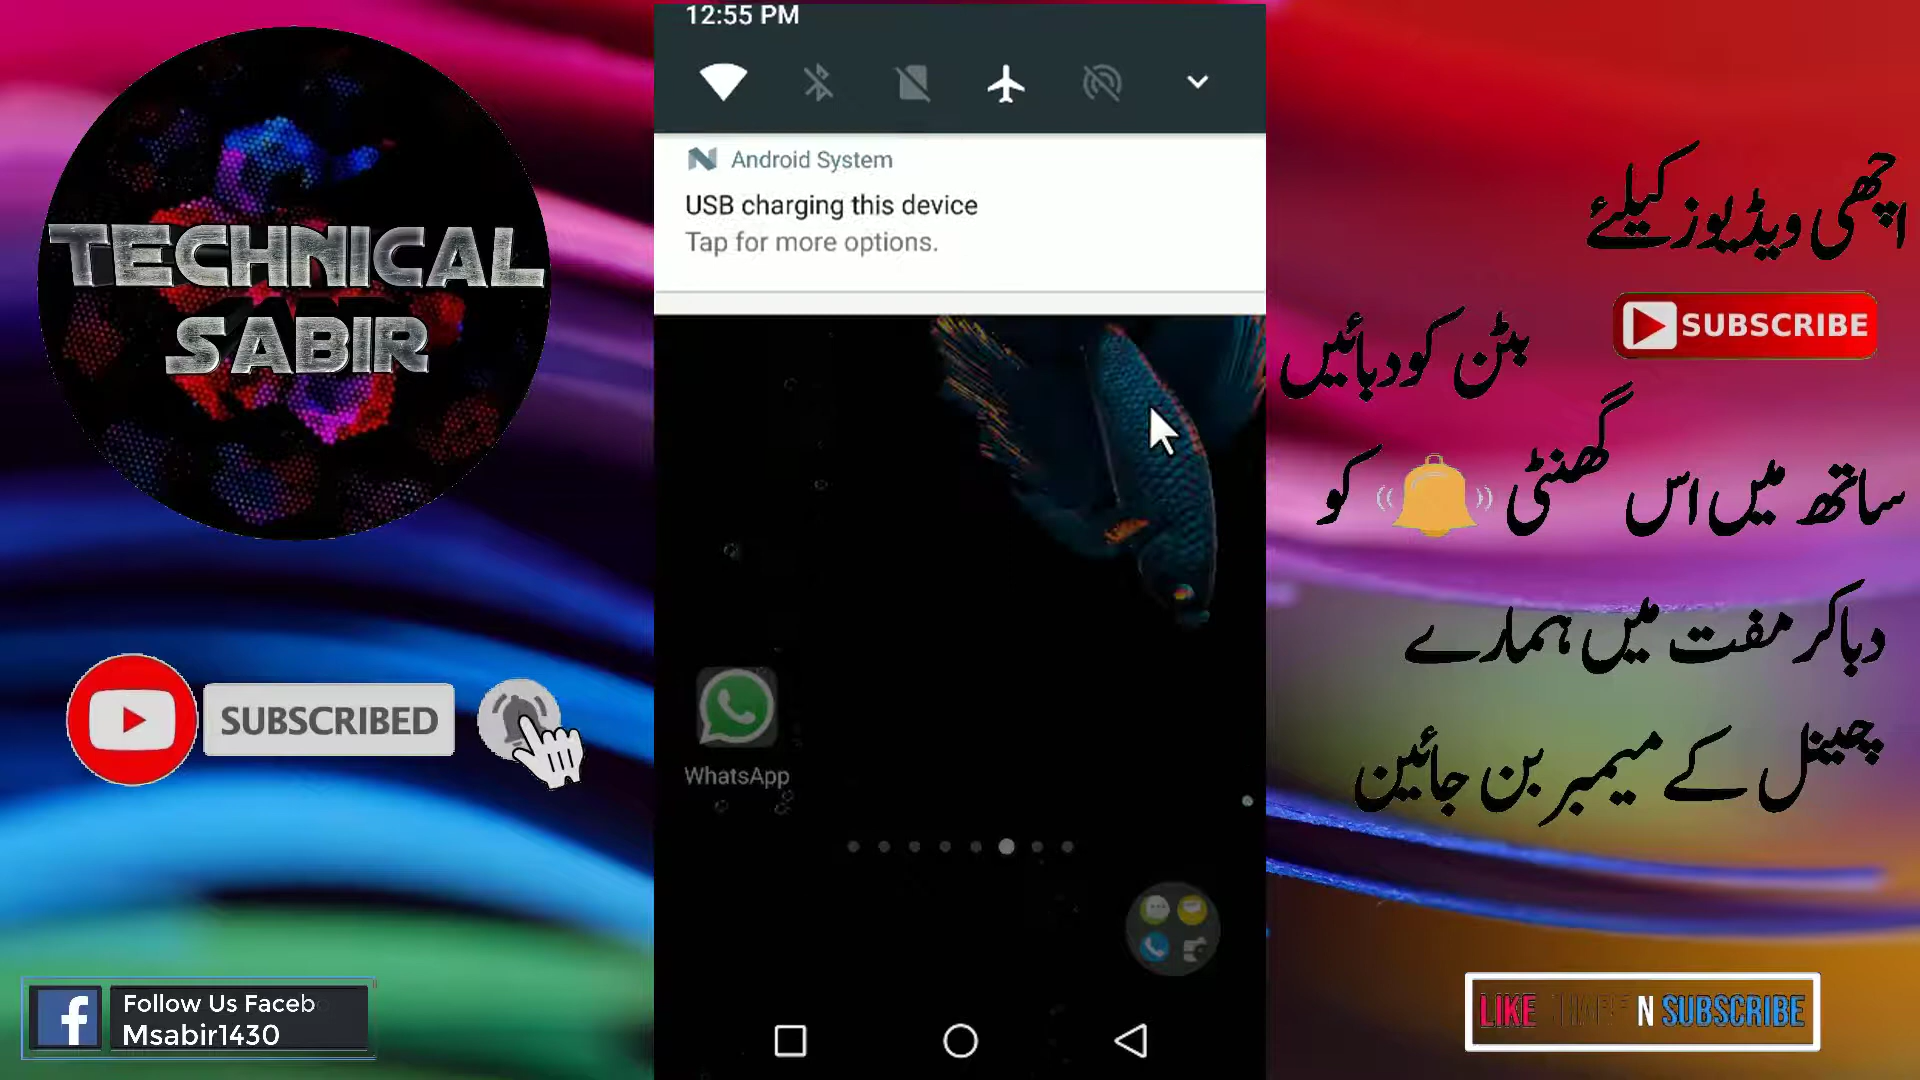 TECHNICAL
SABIR
SUBSCRIBED
Follow Us Faceb
Msabir1430
12:55 PM
Android System
USB charging this device
Tap for more options.
WhatsApp
اچھی ویڈیوز کیلئے
SUBSCRIBE
بٹن کو دبائیں
ساتھ میں اس گھنٹی کو
دبا کر مفت میں ہمارے
چینل کے میمبر بن جائیں
LIKE N SUBSCRIBE